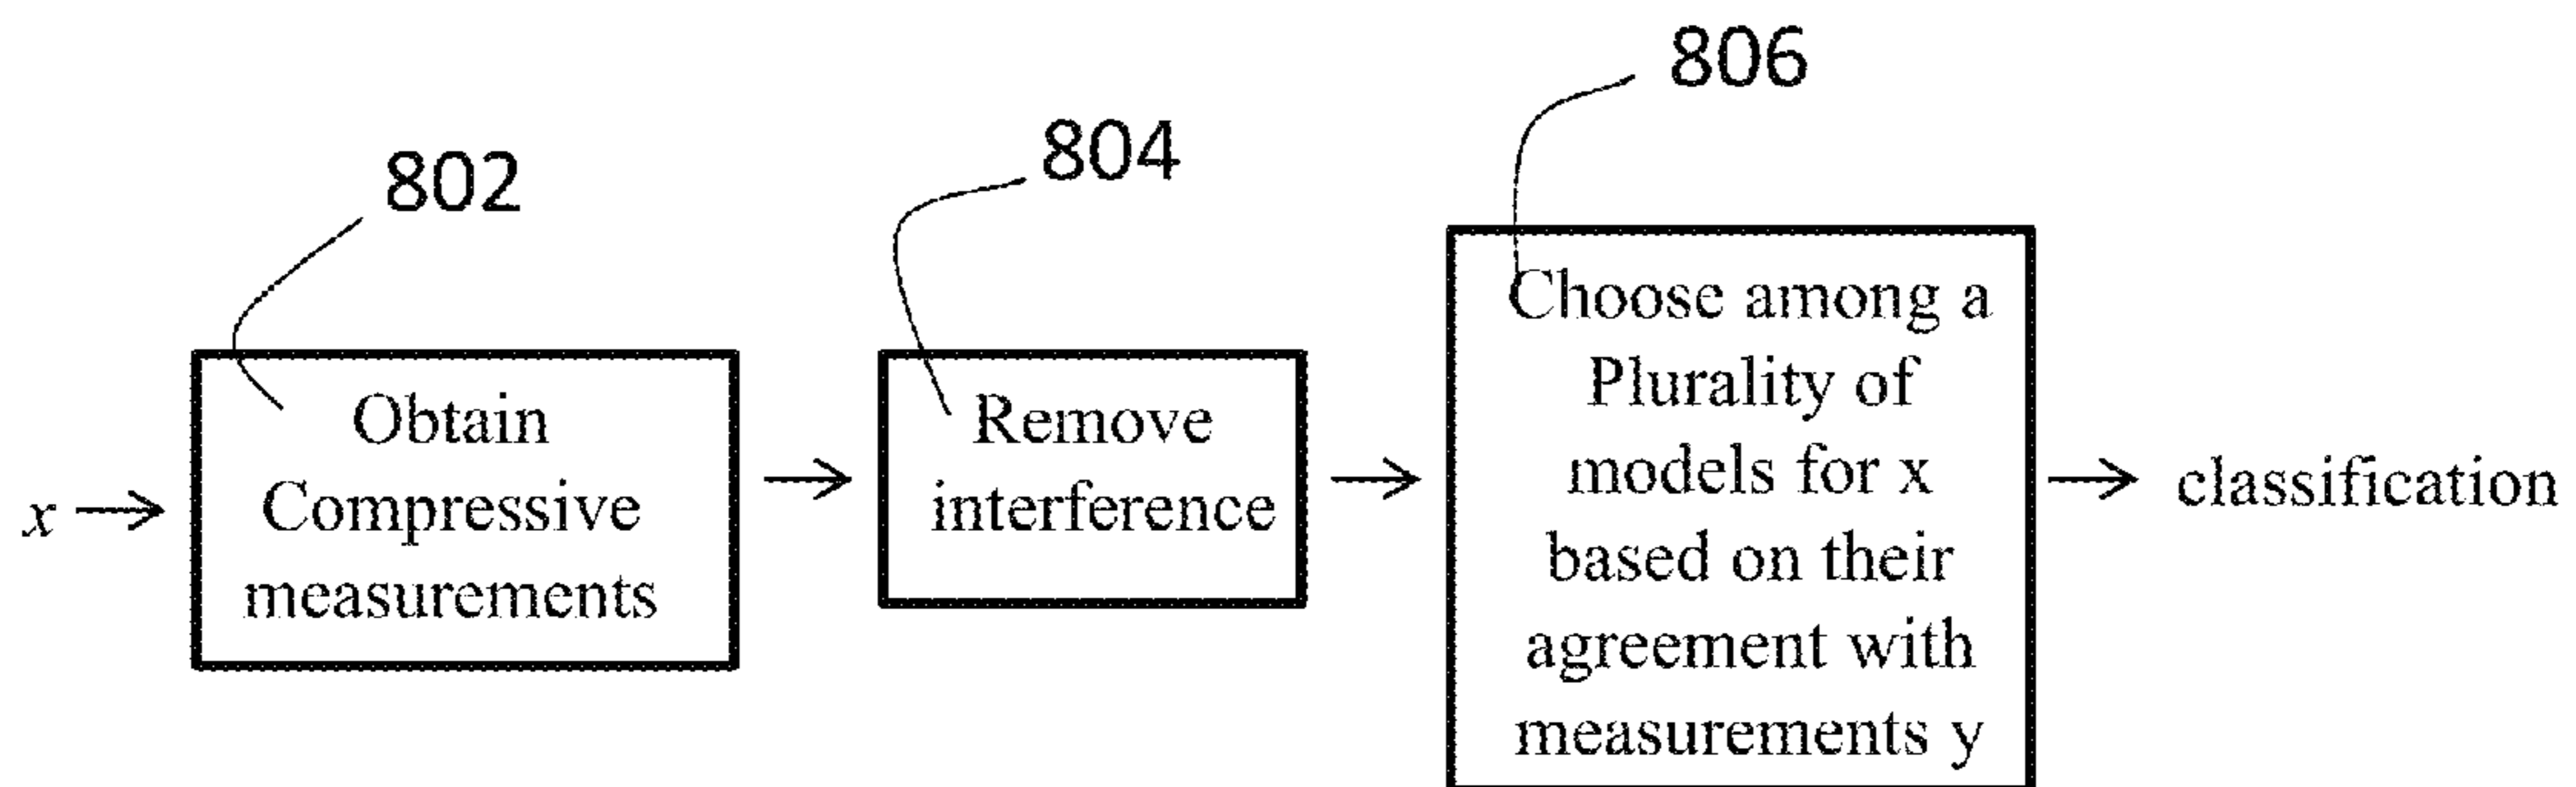 802
804
806
x
Obtain
Compressive
measurements
Remove
interference
Choose among a
Plurality of
models for x
based on their
agreement with
measurements y
classification